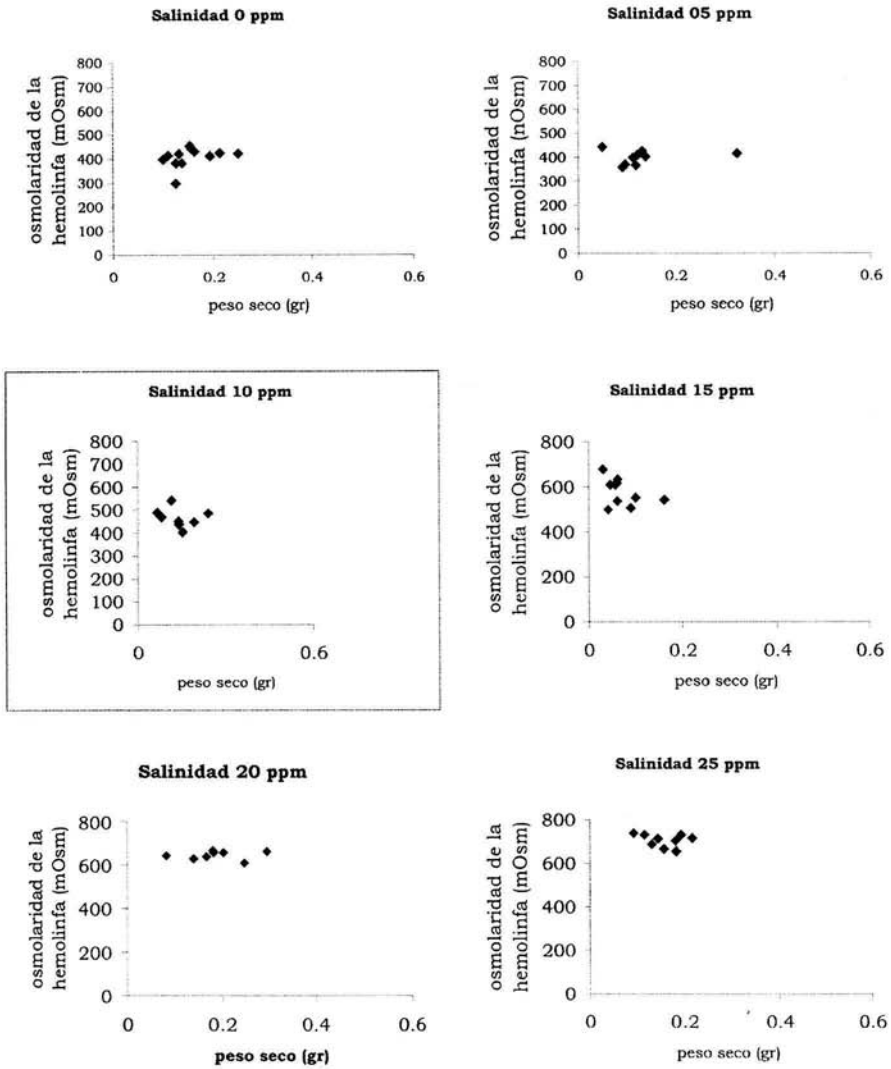 Salinidad 0 ppm
osmolaridad de la
hemolinfa (mOsm)
800
700
600
500
400
300
200
100
0
0 0.2 0.4 0.6
peso seco (gr)
Salinidad 05 ppm
osmolaridad de la
hemolinfa (nOsm)
800
700
600
500
400
300
200
100
0
0 0.2 0.4 0.6
peso seco (gr)
Salinidad 10 ppm
osmolaridad de la
hemolinfa (mOsm)
800
700
600
500
400
300
200
100
0
0 0.6
peso seco (gr)
Salinidad 15 ppm
osmolaridad de la
hemolinfa (mOsm)
800
600
400
200
0
0 0.2 0.4 0.6
peso seco (gr)
Salinidad 20 ppm
osmolaridad de la
hemolinfa (mOsm)
800
600
400
200
0
0 0.2 0.4 0.6
peso seco (gr)
Salinidad 25 ppm
osmolaridad de la
hemolinfa (mOsm)
800
600
400
200
0
0 0.2 0.4 0.6
peso seco (gr)